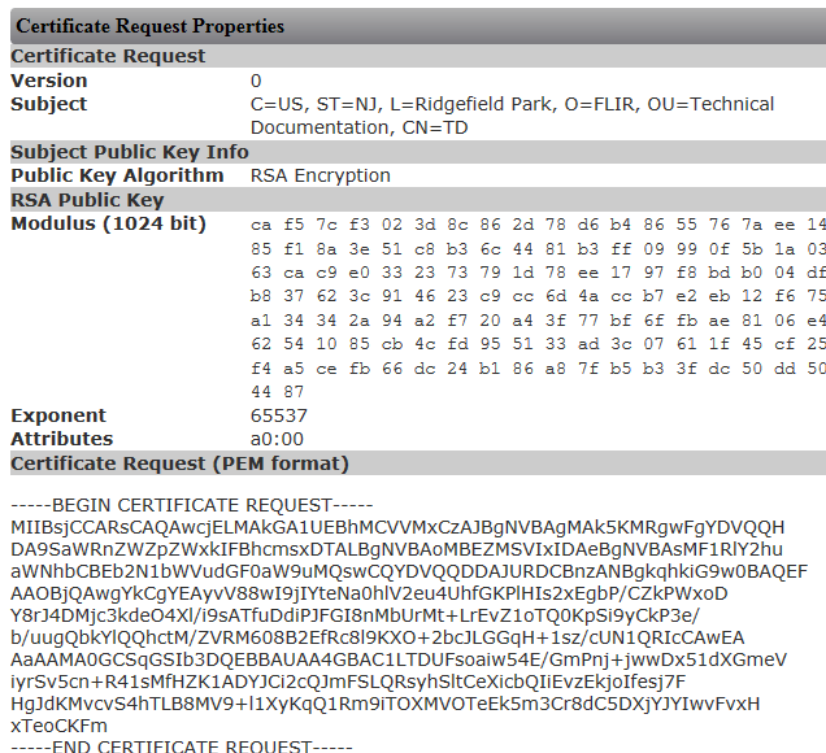 Certificate Request Properties
Certificate Request
Version 0
Subject C=US, ST=NJ, L=Ridgefield Park, O=FLIR, OU=Technical
Documentation, CN=TD
Subject Public Key Info
Public Key Algorithm RSA Encryption
RSA Public Key
Modulus (1024 bit) ca f5 7c f3 02 3d 8c 86 2d 78 d6 b4 86 55 76 7a ee 14
85 f1 8a 3e 51 c8 b3 6c 44 81 b3 ff 09 99 0f 5b 1a 03
63 ca c9 e0 33 23 73 79 1d 78 ee 17 97 f8 bd b0 04 df
b8 37 62 3c 91 46 23 c9 cc 6d 4a cc b7 e2 eb 12 f6 75
a1 34 34 2a 94 a2 f7 20 a4 3f 77 bf 6f fb ae 81 06 e4
62 54 10 85 cb 4c fd 95 51 33 ad 3c 07 61 1f 45 cf 25
f4 a5 ce fb 66 dc 24 b1 86 a8 7f b5 b3 3f dc 50 dd 50
44 87
Exponent 65537
Attributes a0:00
Certificate Request (PEM format)
-----BEGIN CERTIFICATE REQUEST-----
MIIBsjCCARsCAQAwcjELMAkGA1UEBhMCVVMxCzAJBgNVBAgMAk5KMRgwFgYDVQQH
DA9SaWRnZWZpZWxkIFBhcmsxDTALBgNVBAoMBEZMSVIxIDAeBgNVBAsMF1RlY2hu
aWNhbCBEb2N1bWVudGF0aW9uMQswCQYDVQQDDAJURDCBnzANBgkqhkiG9w0BAQEF
AAOBjQAwgYkCgYEAyvV88wI9jIYteNa0hlV2eu4UhfGKPlHIs2xEgbP/CZkPWxoD
Y8rJ4DMjc3kdeO4Xl/i9sATfuDdiPJFGI8nMbUrMt+LrEvZ1oTQ0KpSi9yCkP3e/
b/uugQbkYlQQhctM/ZVRM608B2EfRc8l9KXO+2bcJLGGqH+1sz/cUN1QRIcCAwEA
AaAAMA0GCSqGSIb3DQEBBAUAA4GBAC1LTDUFsoaiw54E/GmPnj+jwwDx51dXGmeV
iyrSv5cn+R41sMfHZK1ADYJCi2cQJmFSLQRsyhSltCeXicbQIiEvzEkjoIfesj7F
HgJdKMvcvS4hTLB8MV9+l1XyKqQ1Rm9iTOXMVOTeEk5m3Cr8dC5DXjYJYIwvFvxH
xTeoCKFm
-----END CERTIFICATE REQUEST-----